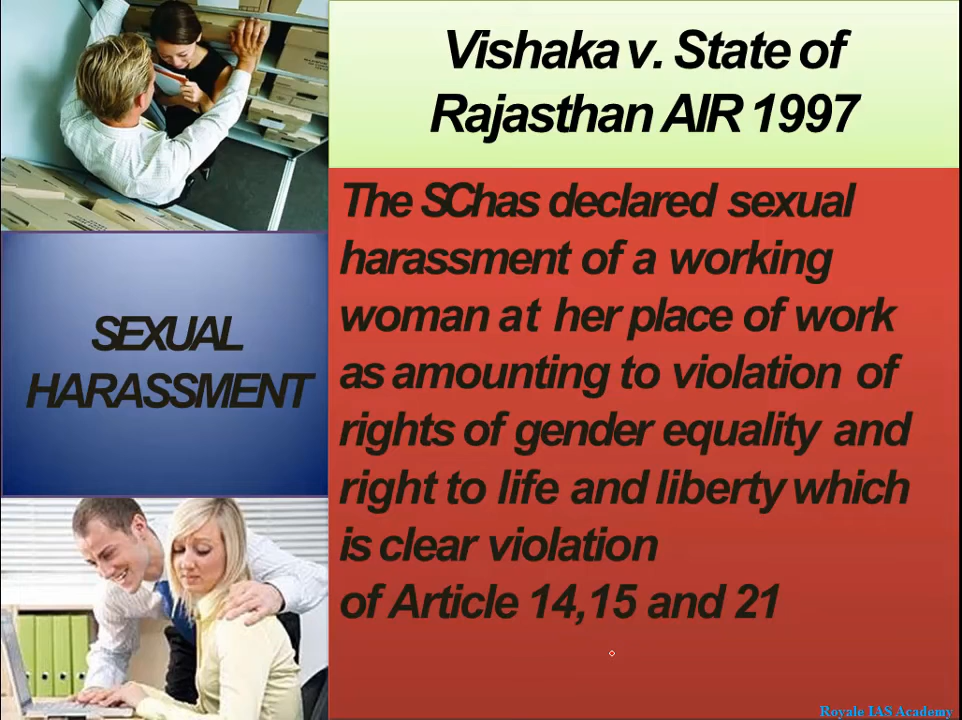 Vishaka v. State of
Rajasthan AIR 1997
The SC has declared sexual
harassment of a working
woman at her place of work
as amounting to violation of
rights of gender equality and
right to life and liberty which
is clear violation
of Article 14,15 and 21
SEXUAL
HARASSMENT
Royale IAS Academy